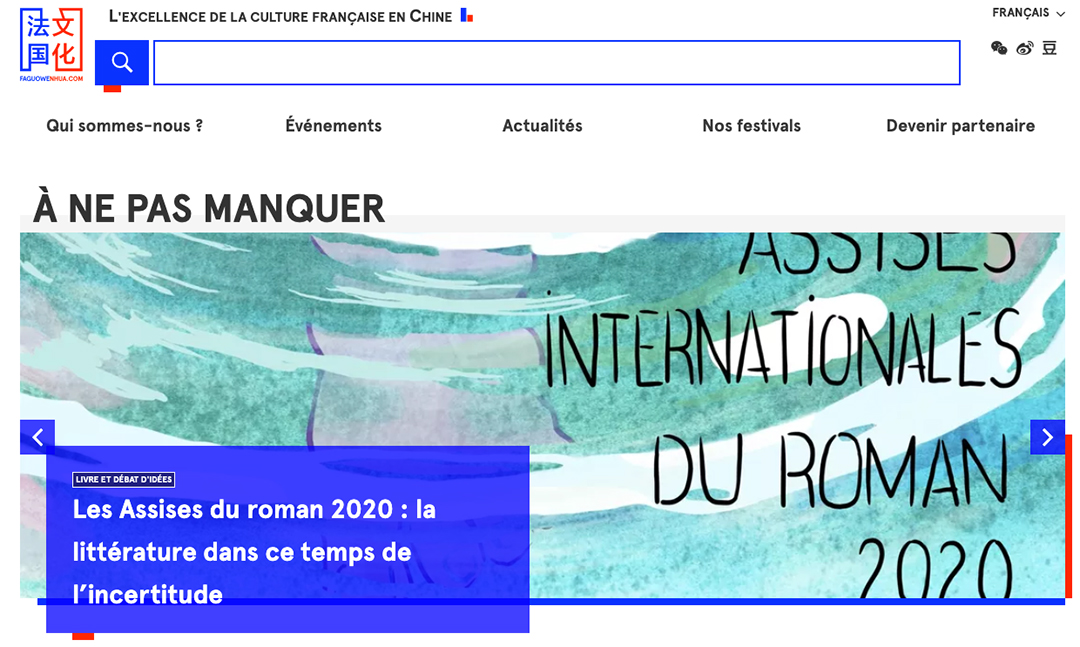 法文
国化
FAGUOWENHUA.COM
L'EXCELLENCE DE LA CULTURE FRANÇAISE EN CHINE
FRANÇAIS
豆
Qui sommes-nous ?
Événements
Actualités
Nos festivals
Devenir partenaire
À NE PAS MANQUER
ASSISES
INTERNATIONALES
DU ROMAN
2020
LIVRE ET DÉBAT D'IDÉES
Les Assises du roman 2020 : la
littérature dans ce temps de
l’incertitude